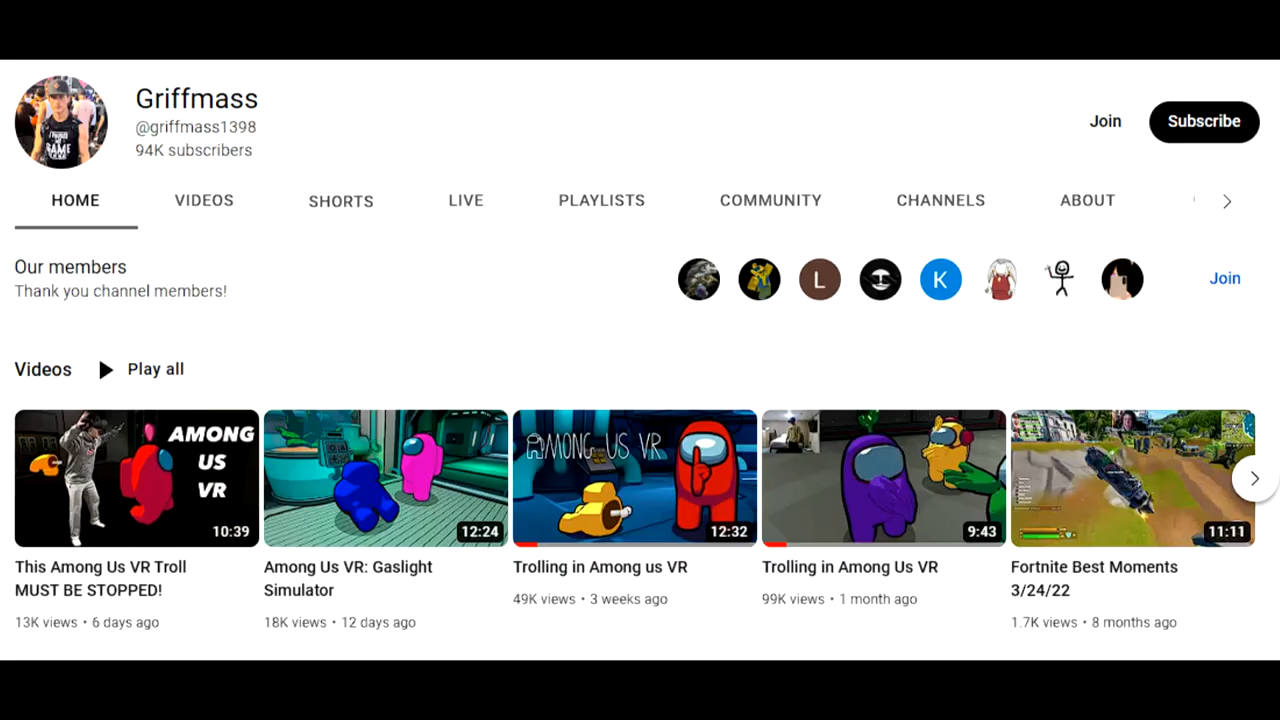 Griffmass
@griffmass1398
94K subscribers
Join
Subscribe
HOME
VIDEOS
SHORTS
LIVE
PLAYLISTS
COMMUNITY
CHANNELS
ABOUT
Our members
Thank you channel members!
L
K
Join
Videos
Play all
AMONG
US
VR
10:39
12:24
AMONG US VR
12:32
9:43
11:11
This Among Us VR Troll
MUST BE STOPPED!
13K views • 6 days ago
Among Us VR: Gaslight
Simulator
18K views • 12 days ago
Trolling in Among us VR
49K views • 3 weeks ago
Trolling in Among Us VR
99K views • 1 month ago
Fortnite Best Moments
3/24/22
1.7K views • 8 months ago